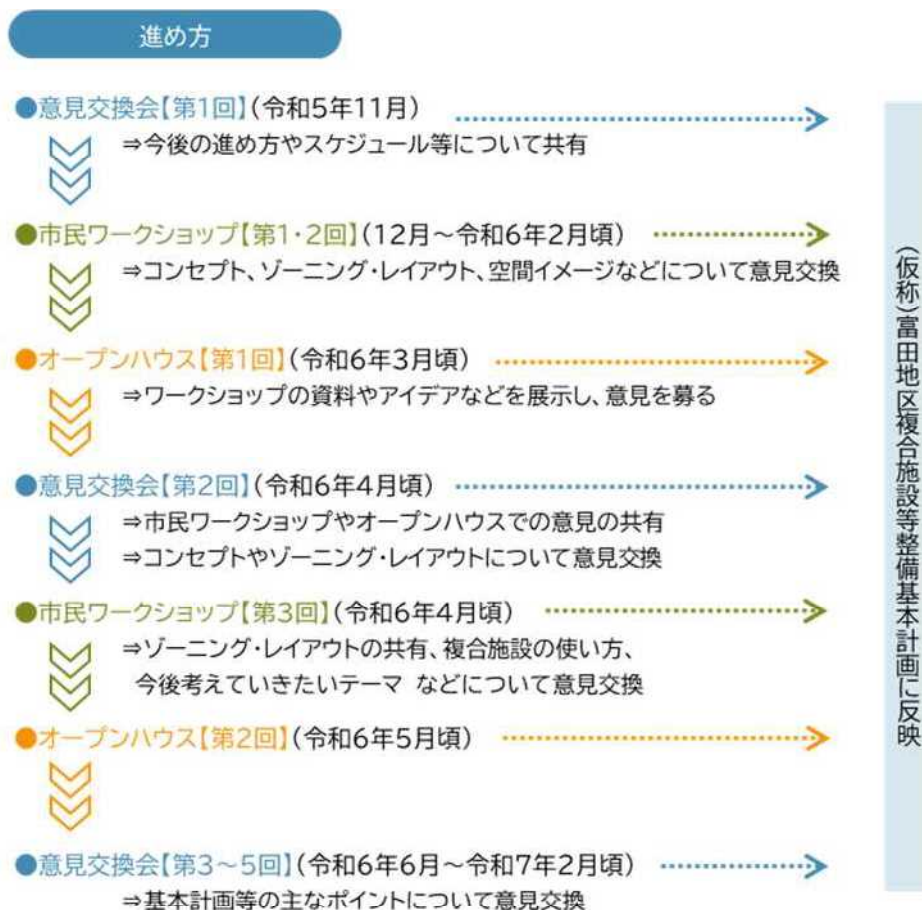 進め方
●意見交換会【第1回】(令和5年11月)
⇒今後の進め方やスケジュール等について共有
●市民ワークショップ【第1・2回】(12月～令和6年2月頃)
⇒コンセプト、ゾーニング・レイアウト、空間イメージなどについて意見交換
●オープンハウス【第1回】(令和6年3月頃)
⇒ワークショップの資料やアイデアなどを展示し、意見を募る
●意見交換会【第2回】(令和6年4月頃)
⇒市民ワークショップやオープンハウスでの意見の共有
⇒コンセプトやゾーニング・レイアウトについて意見交換
●市民ワークショップ【第3回】(令和6年4月頃)
⇒ゾーニング・レイアウトの共有、複合施設の使い方、
今後考えていきたいテーマ などについて意見交換
●オープンハウス【第2回】(令和6年5月頃)
●意見交換会【第3～5回】(令和6年6月～令和7年2月頃)
⇒基本計画等の主なポイントについて意見交換
(仮称)富田地区複合施設等整備基本計画に反映